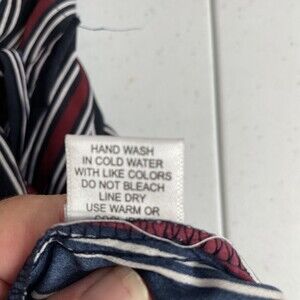 HAND WASH
IN COLD WATER
WITH LIKE COLORS
DO NOT BLEACH
LINE DRY
USE WARM OR